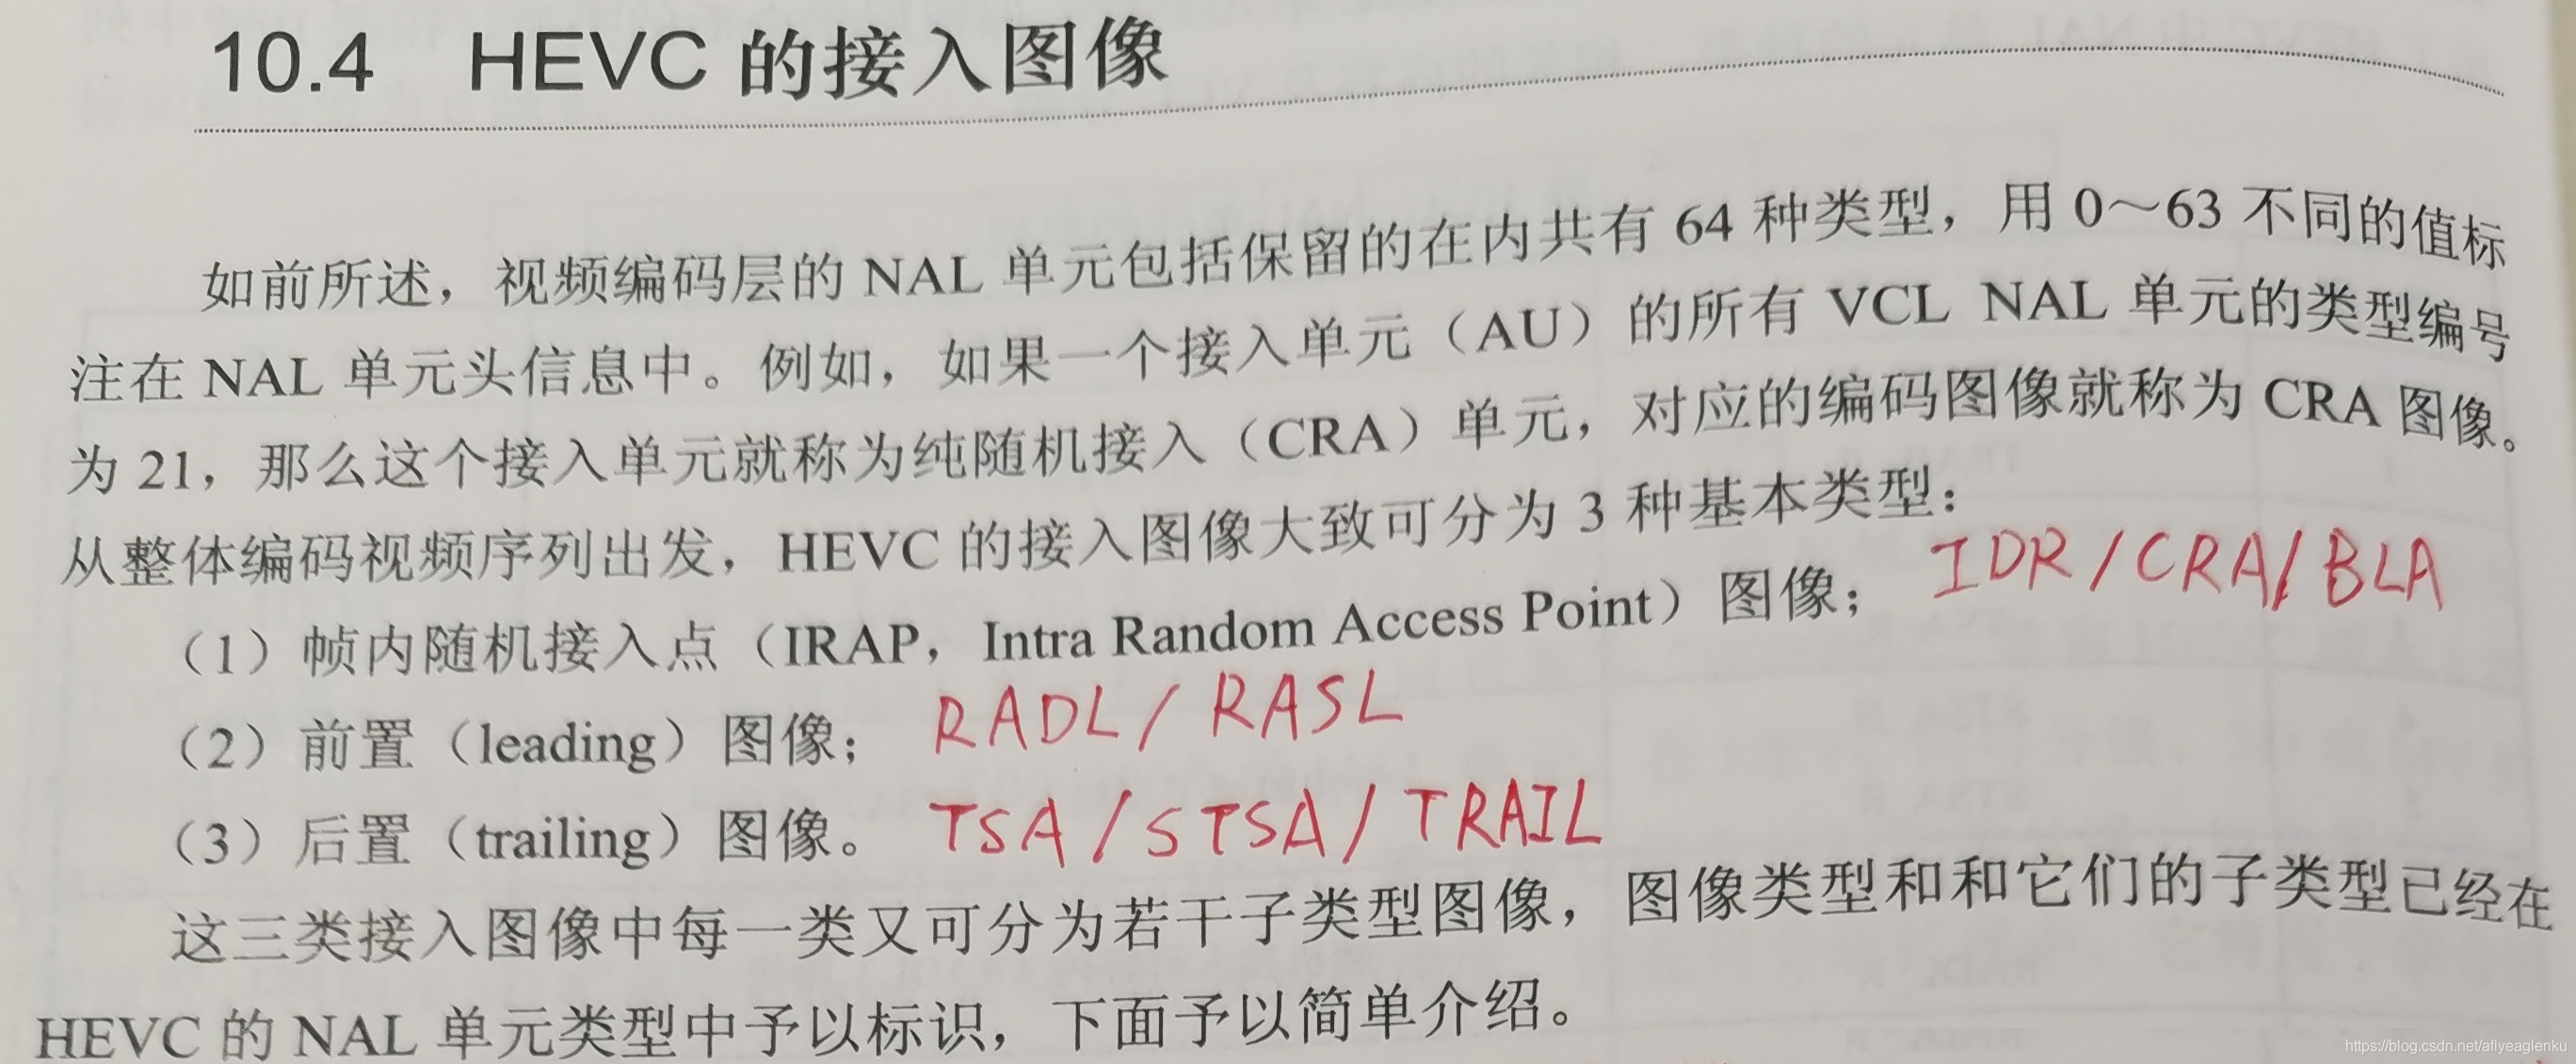 10.4 HEVC 的接入图像
如前所述，视频编码层的 NAL 单元包括保留的在内共有 64 种类型，用 0～63 不同的值标
注在 NAL 单元头信息中。例如，如果一个接入单元（AU）的所有 VCL NAL 单元的类型编号
为 21，那么这个接入单元就称为纯随机接入（CRA）单元，对应的编码图像就称为 CRA 图像。
从整体编码视频序列出发，HEVC 的接入图像大致可分为 3 种基本类型：
（1）帧内随机接入点（IRAP，Intra Random Access Point）图像； IDR/CRA/BLA
（2）前置（leading）图像； RADL/RASL
（3）后置（trailing）图像。 TSA/STSA/TRAIL
这三类接入图像中每一类又可分为若干子类型图像，图像类型和和它们的子类型已经在
HEVC 的 NAL 单元类型中予以标识，下面予以简单介绍。
https://blog.csdn.net/aflyeaglenku